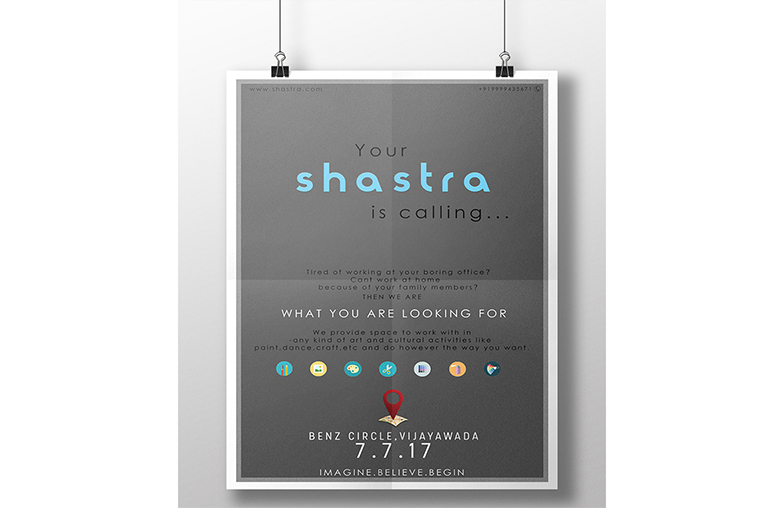 www.shastra.com
+919999435671
Your
shastra
is calling...
Tired of working at your boring office?
Cant work at home
because of your family members?
THEN WE ARE
WHAT YOU ARE LOOKING FOR
We provide space to work with in
-any kind of art and cultural activities like
paint,dance,craft,etc and do however the way you want.
BENZ CIRCLE,VIJAYAWADA
7.7.17
IMAGINE.BELIEVE.BEGIN